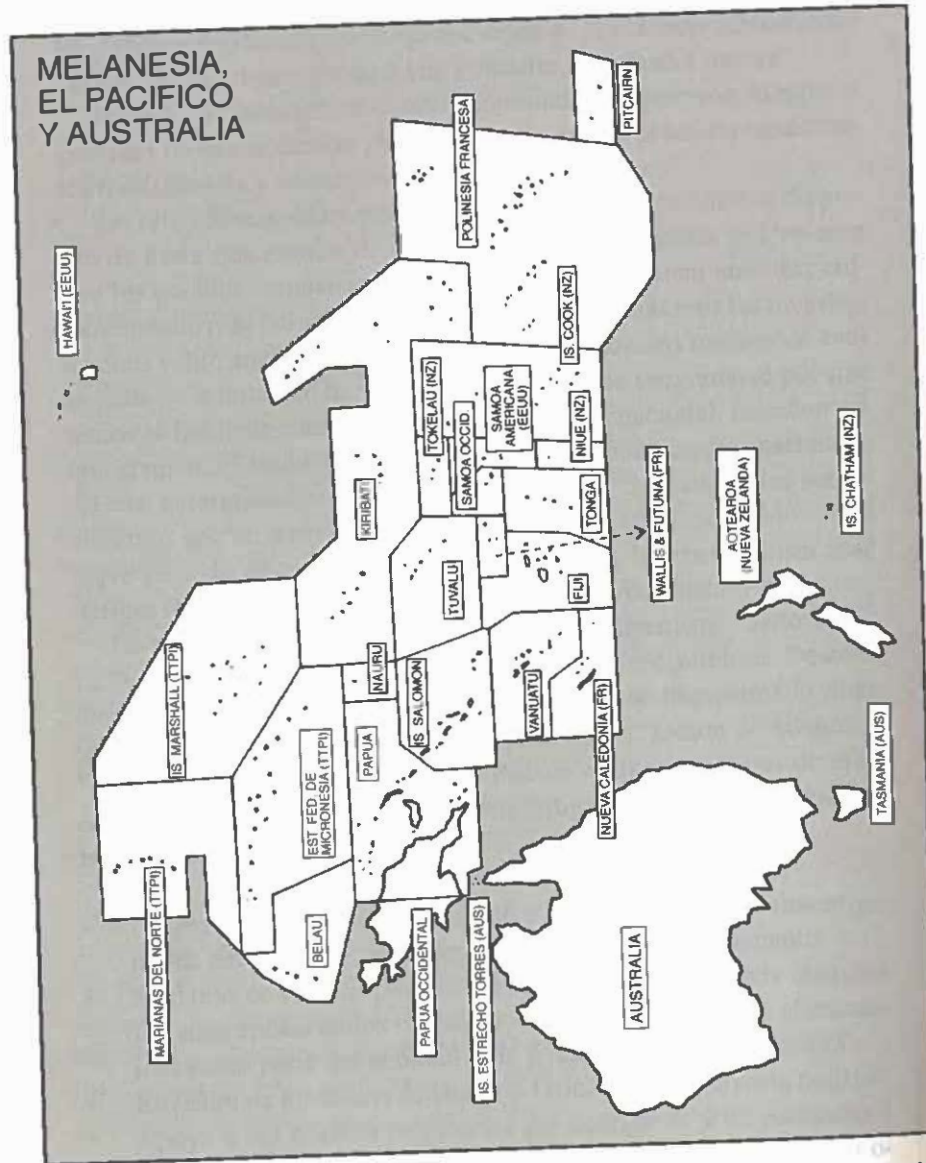 MELANESIA,
EL PACIFICO
Y AUSTRALIA
HAWAI'I (EEUU)
MARIANAS DEL NORTE (TTPI)
IS MARSHALL (TTPI)
POLINESIA FRANCESA
PITCAIRN
KIRIBATI
TOKELAU (NZ)
SAMOA OCCID.
SAMOA
AMERICANA
(EEUU)
IS. COOK (NZ)
NIUE (NZ)
EST FED. DE
MICRONESIA (TTPI)
BELAU
NAURU
PAPUA
IS SALOMON
TUVALU
TONGA
FIJI
VANUATU
WALLIS & FUTUNA (FR)
NUEVA CALEDONIA (FR)
PAPUA OCCIDENTAL
IS. ESTRECHO TORRES (AUS)
AUSTRALIA
AOTEAROA
(NUEVA ZELANDA)
IS. CHATHAM (NZ)
TASMANIA (AUS)